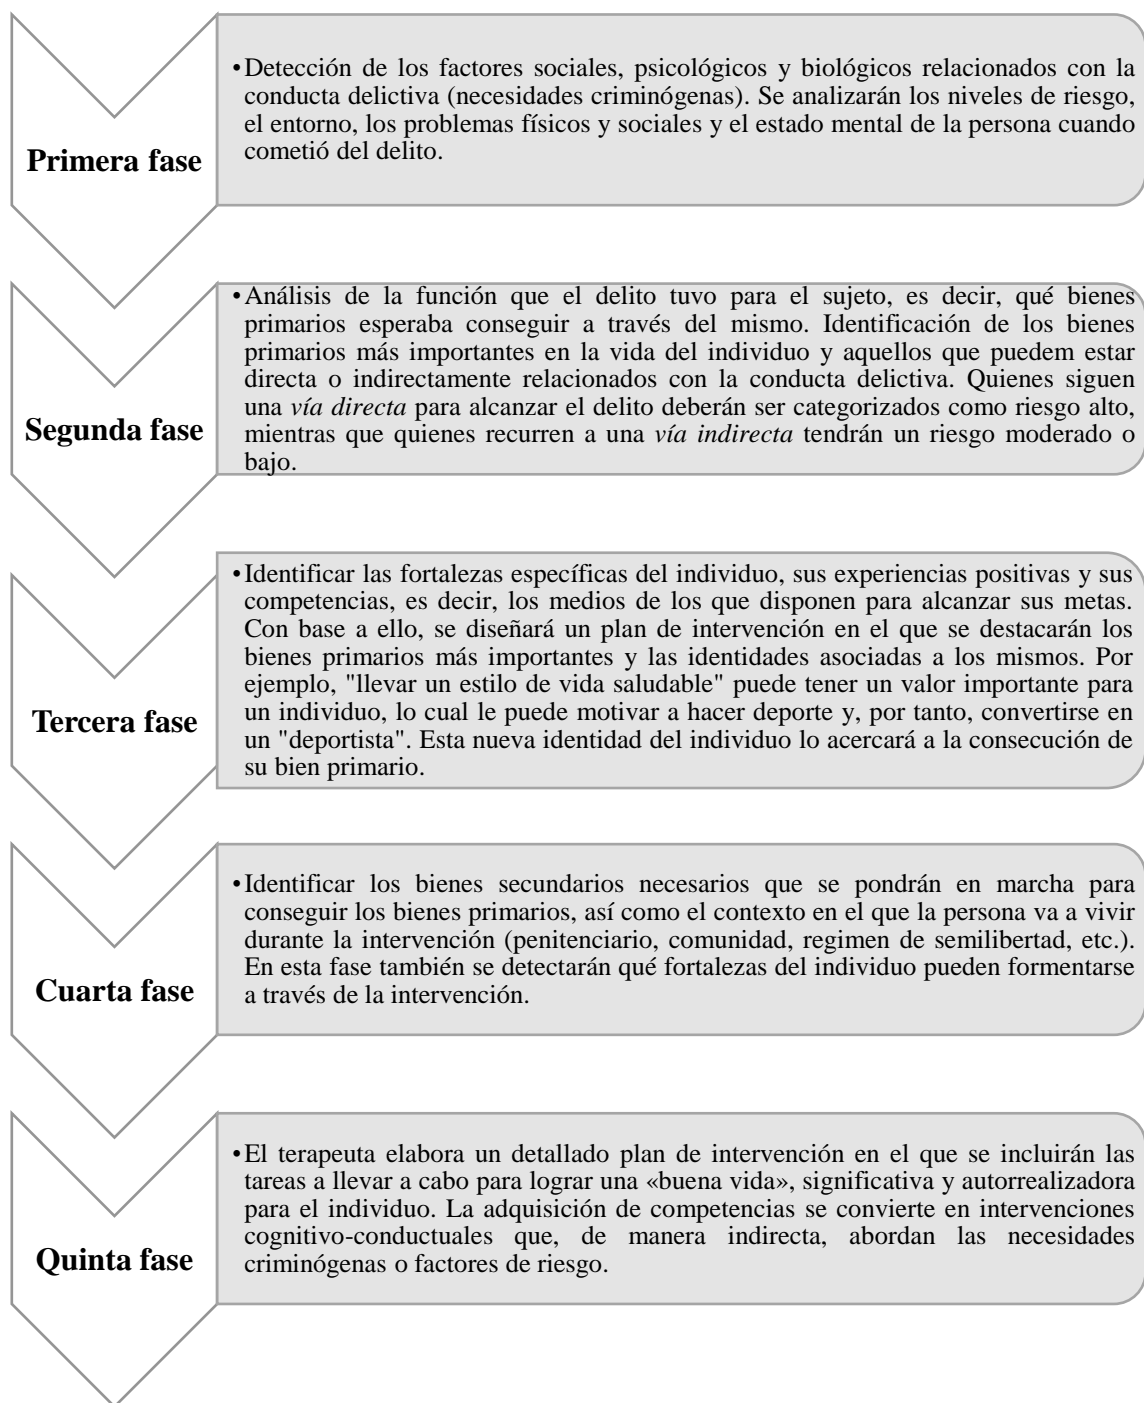 Primera fase
•Detección de los factores sociales, psicológicos y biológicos relacionados con la
conducta delictiva (necesidades criminógenas). Se analizarán los niveles de riesgo,
el entorno, los problemas físicos y sociales y el estado mental de la persona cuando
cometió del delito.
Segunda fase
•Análisis de la función que el delito tuvo para el sujeto, es decir, qué bienes
primarios esperaba conseguir a través del mismo. Identificación de los bienes
primarios más importantes en la vida del individuo y aquellos que puedem estar
directa o indirectamente relacionados con la conducta delictiva. Quienes siguen
una vía directa para alcanzar el delito deberán ser categorizados como riesgo alto,
mientras que quienes recurren a una vía indirecta tendrán un riesgo moderado o
bajo.
Tercera fase
•Identificar las fortalezas específicas del individuo, sus experiencias positivas y sus
competencias, es decir, los medios de los que disponen para alcanzar sus metas.
Con base a ello, se diseñará un plan de intervención en el que se destacarán los
bienes primarios más importantes y las identidades asociadas a los mismos. Por
ejemplo, "llevar un estilo de vida saludable" puede tener un valor importante para
un individuo, lo cual le puede motivar a hacer deporte y, por tanto, convertirse en
un "deportista". Esta nueva identidad del individuo lo acercará a la consecución de
su bien primario.
Cuarta fase
•Identificar los bienes secundarios necesarios que se pondrán en marcha para
conseguir los bienes primarios, así como el contexto en el que la persona va a vivir
durante la intervención (penitenciario, comunidad, regimen de semilibertad, etc.).
En esta fase también se detectarán qué fortalezas del individuo pueden formentarse
a través de la intervención.
Quinta fase
•El terapeuta elabora un detallado plan de intervención en el que se incluirán las
tareas a llevar a cabo para lograr una «buena vida», significativa y autorrealizadora
para el individuo. La adquisición de competencias se convierte en intervenciones
cognitivo-conductuales que, de manera indirecta, abordan las necesidades
criminógenas o factores de riesgo.